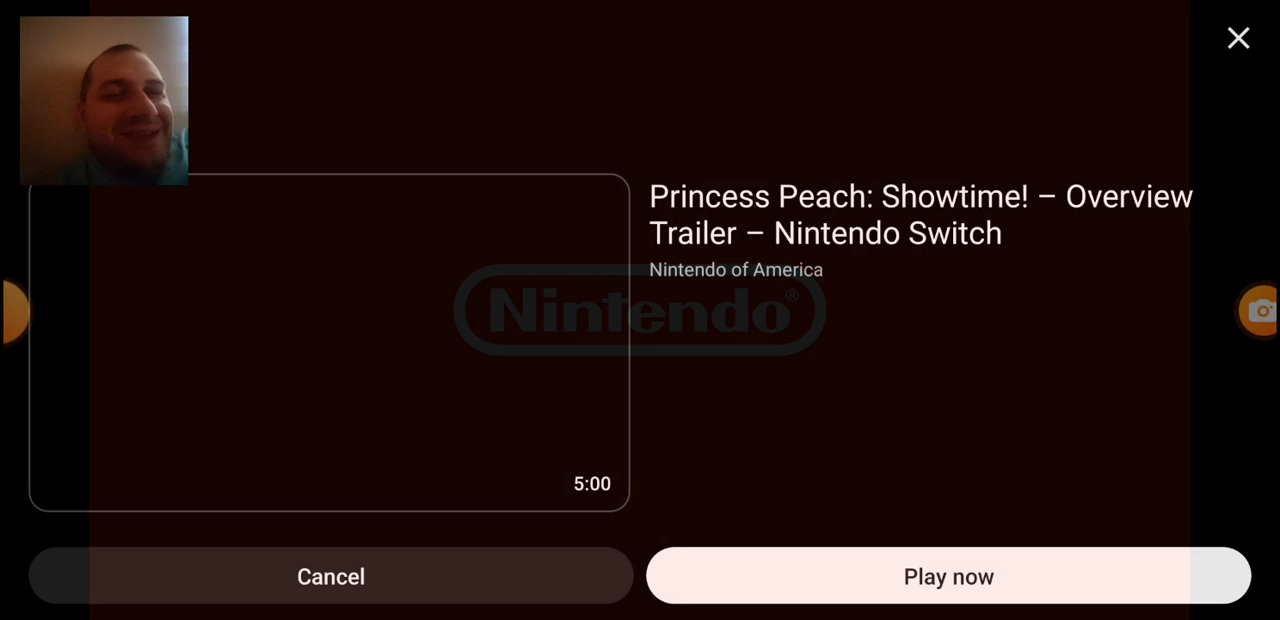 Princess Peach: Showtime! – Overview
Trailer – Nintendo Switch
Nintendo of America
Nintendo®
5:00
Cancel
Play now